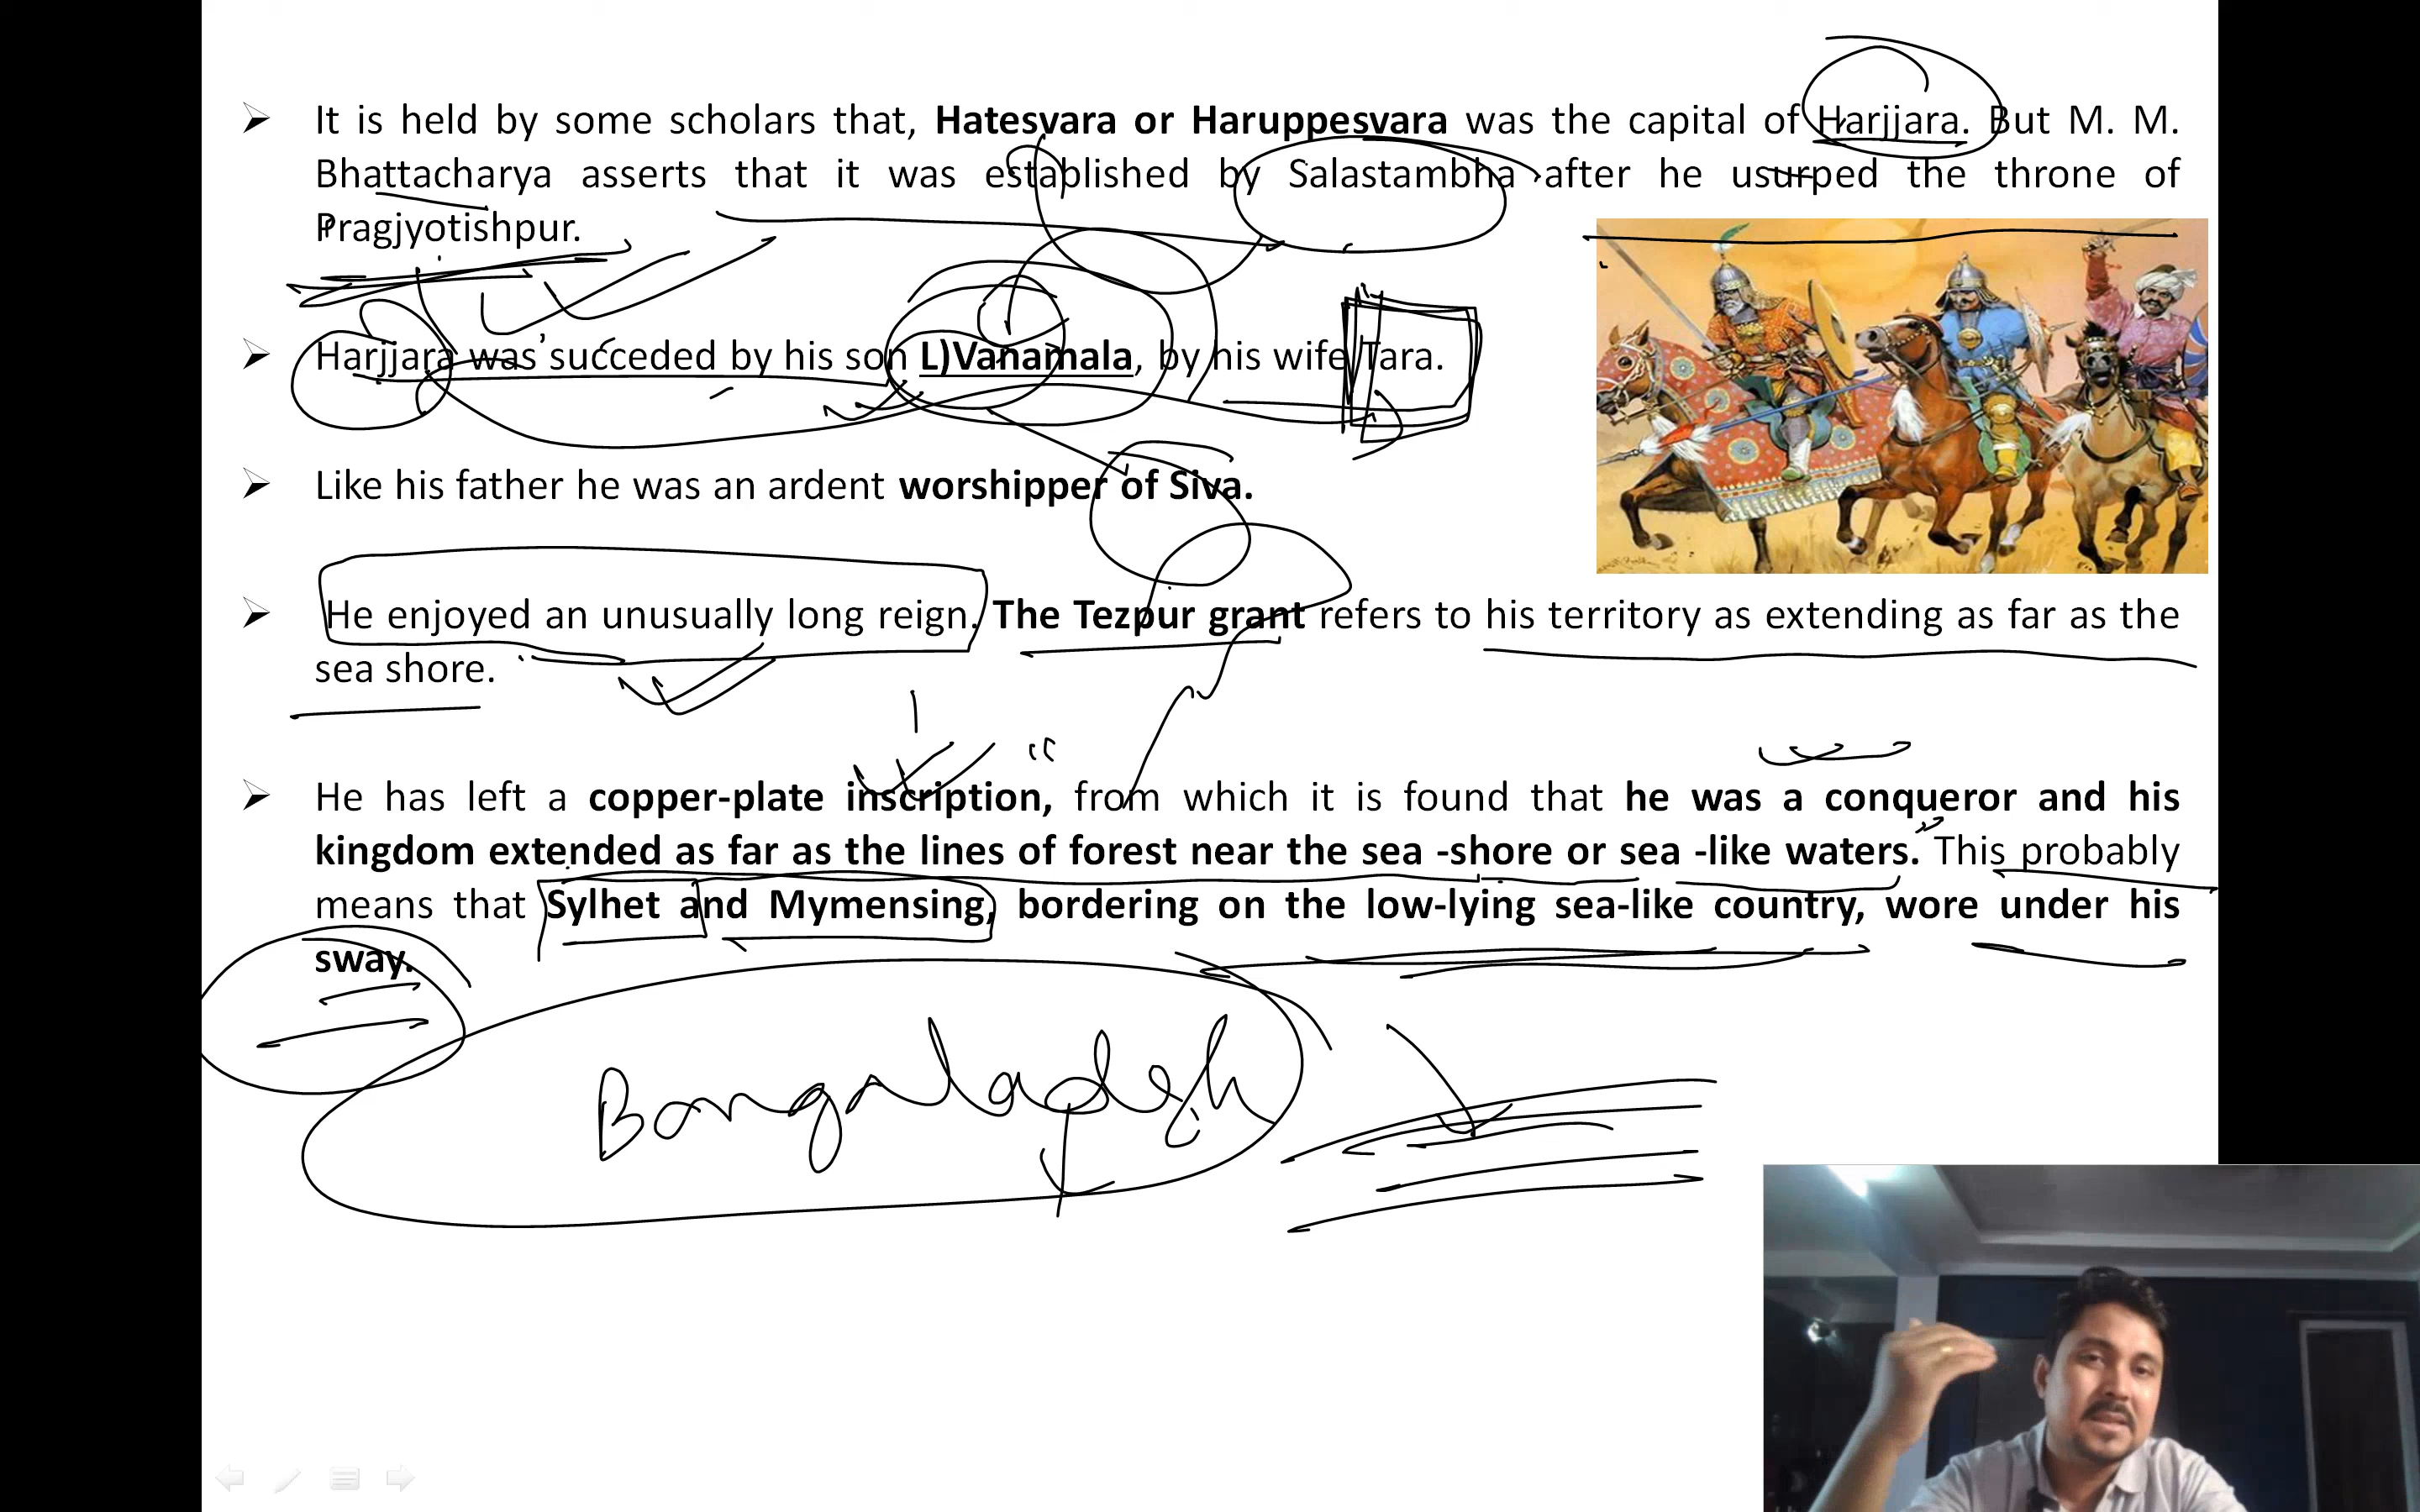 ➢ It is held by some scholars that, Hatesvara or Haruppesvara was the capital of Harjjara. But M. M.
Bhattacharya asserts that it was established by Salastambha after he usurped the throne of
Pragjyotishpur.
➢ Harjjara was succeded by his son L)Vanamala, by his wife Tara.
➢ Like his father he was an ardent worshipper of Siva.
➢ He enjoyed an unusually long reign. The Tezpur grant refers to his territory as extending as far as the
sea shore.
➢ He has left a copper-plate inscription, from which it is found that he was a conqueror and his
kingdom extended as far as the lines of forest near the sea -shore or sea -like waters. This probably
means that Sylhet and Mymensing, bordering on the low-lying sea-like country, wore under his
sway.